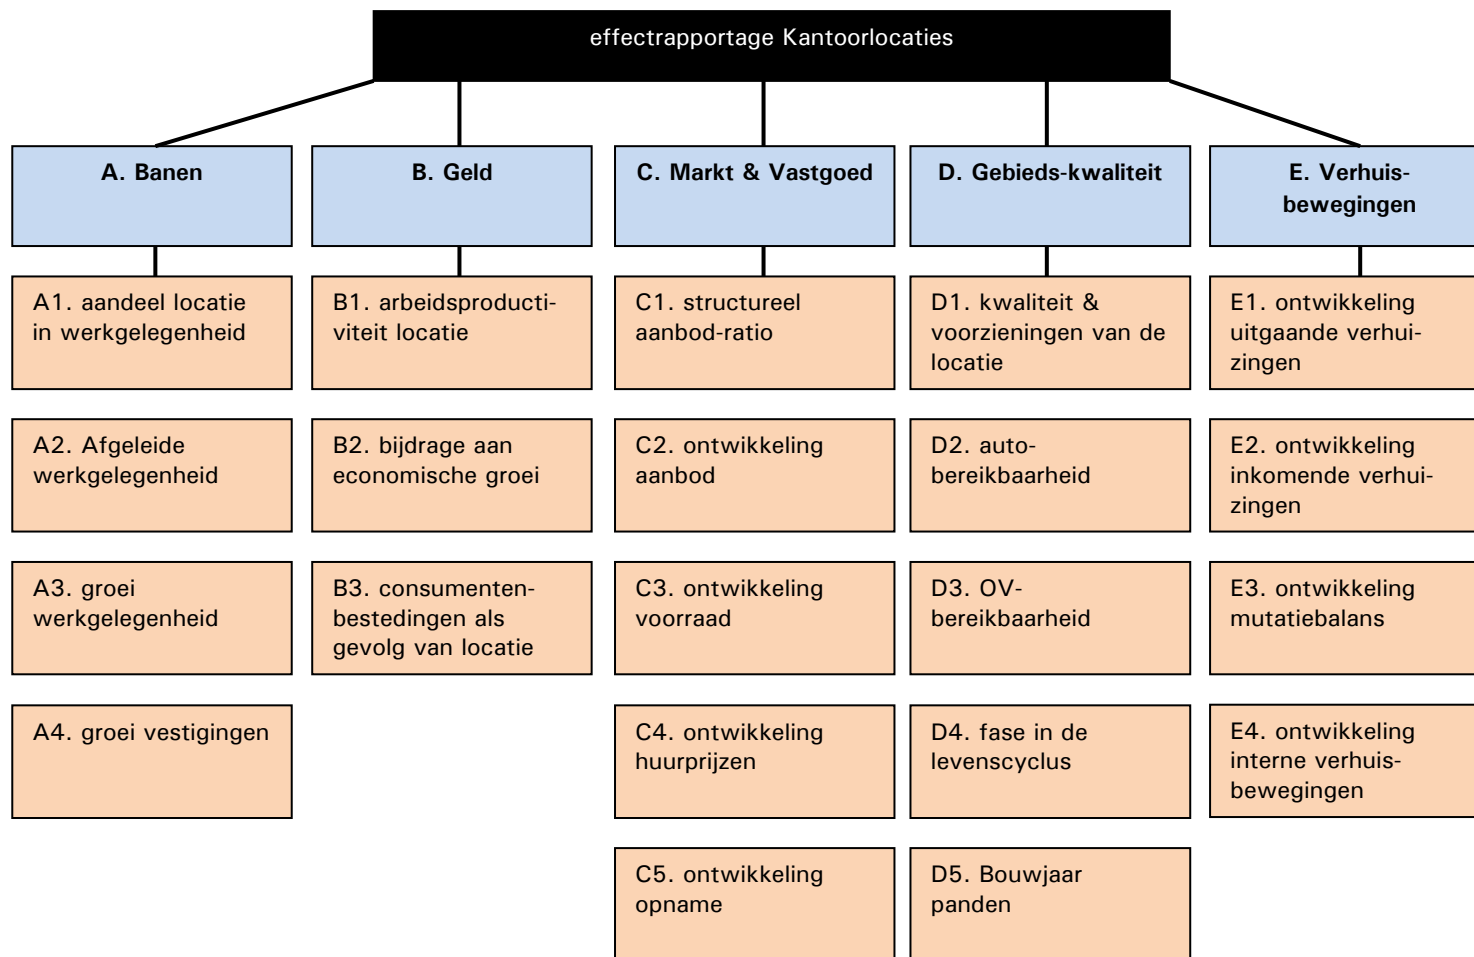 effectrapportage Kantoorlocaties
A. Banen
B. Geld
C. Markt & Vastgoed
D. Gebieds-kwaliteit
E. Verhuis-
bewegingen
A1. aandeel locatie
in werkgelegenheid
B1. arbeidsproducti-
viteit locatie
C1. structureel
aanbod-ratio
D1. kwaliteit &
voorzieningen van de
locatie
E1. ontwikkeling
uitgaande verhui-
zingen
A2. Afgeleide
werkgelegenheid
B2. bijdrage aan
economische groei
C2. ontwikkeling
aanbod
D2. auto-
bereikbaarheid
E2. ontwikkeling
inkomende verhui-
zingen
A3. groei
werkgelegenheid
B3. consumenten-
bestedingen als
gevolg van locatie
C3. ontwikkeling
voorraad
D3. OV-
bereikbaarheid
E3. ontwikkeling
mutatiebalans
A4. groei vestigingen
C4. ontwikkeling
huurprijzen
D4. fase in de
levenscyclus
E4. ontwikkeling
interne verhuis-
bewegingen
C5. ontwikkeling
opname
D5. Bouwjaar
panden